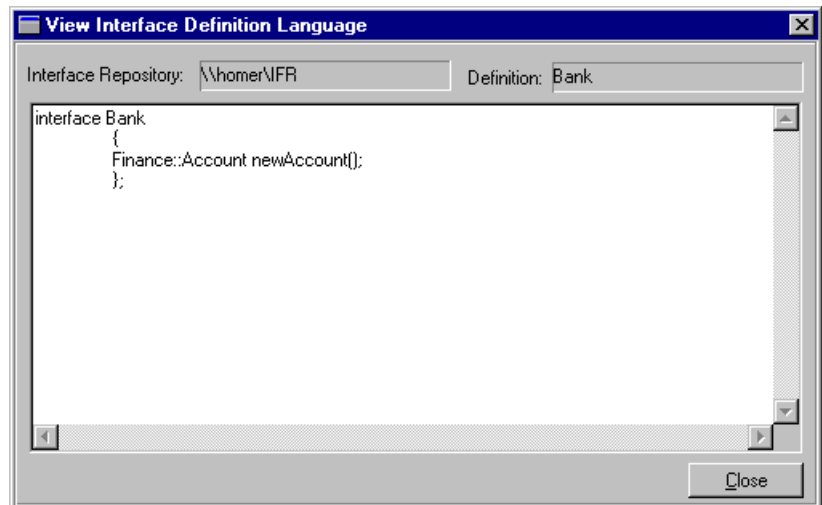 View Interface Definition Language
Interface Repository: \\homer\IFR Definition: Bank
interface Bank
{
Finance::Account newAccount();
};
Close